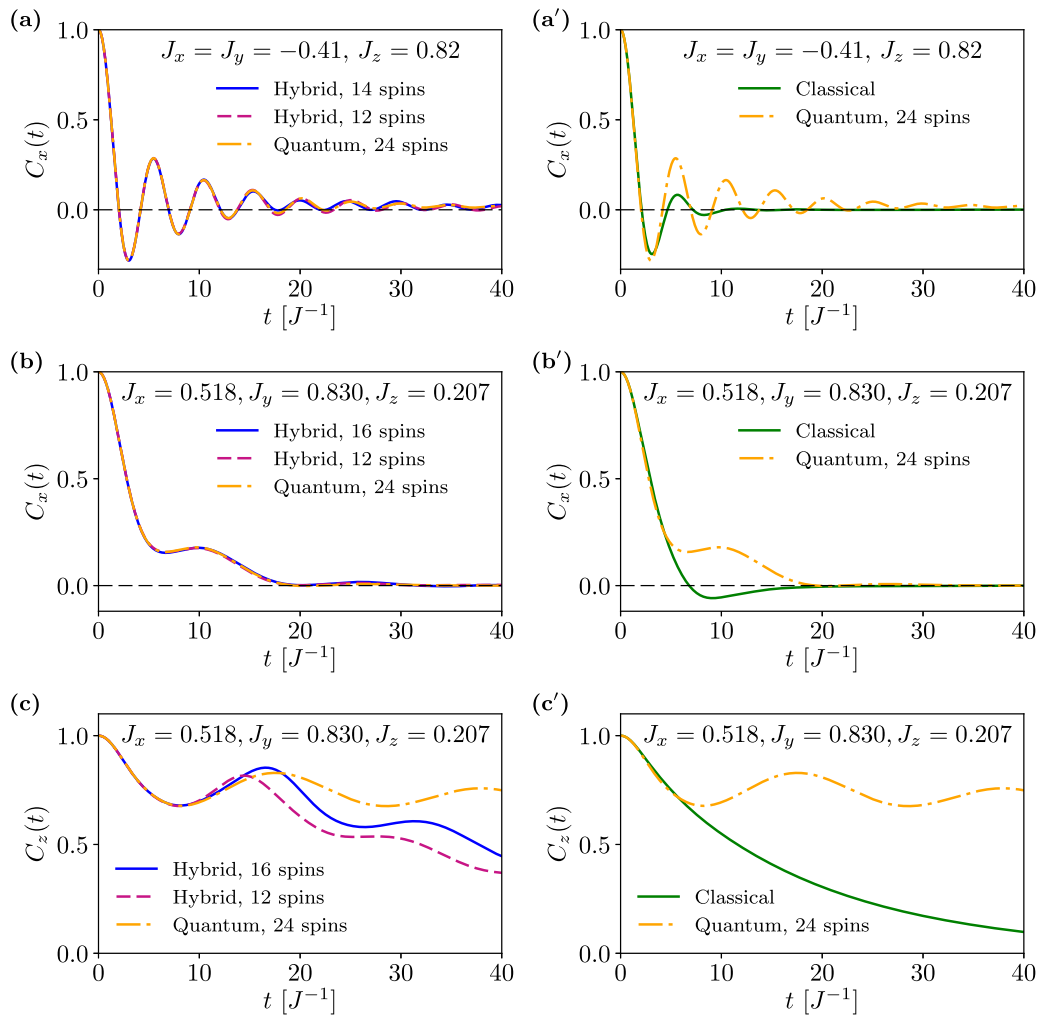 (a)
J_x = J_y = −0.41, J_z = 0.82
Hybrid, 14 spins
Hybrid, 12 spins
Quantum, 24 spins
C_x(t)
1.0
0.5
0.0
0 10 20 30 40
t [J⁻¹]
(a′)
J_x = J_y = −0.41, J_z = 0.82
Classical
Quantum, 24 spins
C_x(t)
1.0
0.5
0.0
0 10 20 30 40
t [J⁻¹]
(b)
J_x = 0.518, J_y = 0.830, J_z = 0.207
Hybrid, 16 spins
Hybrid, 12 spins
Quantum, 24 spins
C_x(t)
1.0
0.5
0.0
0 10 20 30 40
t [J⁻¹]
(b′)
J_x = 0.518, J_y = 0.830, J_z = 0.207
Classical
Quantum, 24 spins
C_x(t)
1.0
0.5
0.0
0 10 20 30 40
t [J⁻¹]
(c)
J_x = 0.518, J_y = 0.830, J_z = 0.207
Hybrid, 16 spins
Hybrid, 12 spins
Quantum, 24 spins
C_z(t)
1.0
0.5
0.0
0 10 20 30 40
t [J⁻¹]
(c′)
J_x = 0.518, J_y = 0.830, J_z = 0.207
Classical
Quantum, 24 spins
C_z(t)
1.0
0.5
0.0
0 10 20 30 40
t [J⁻¹]